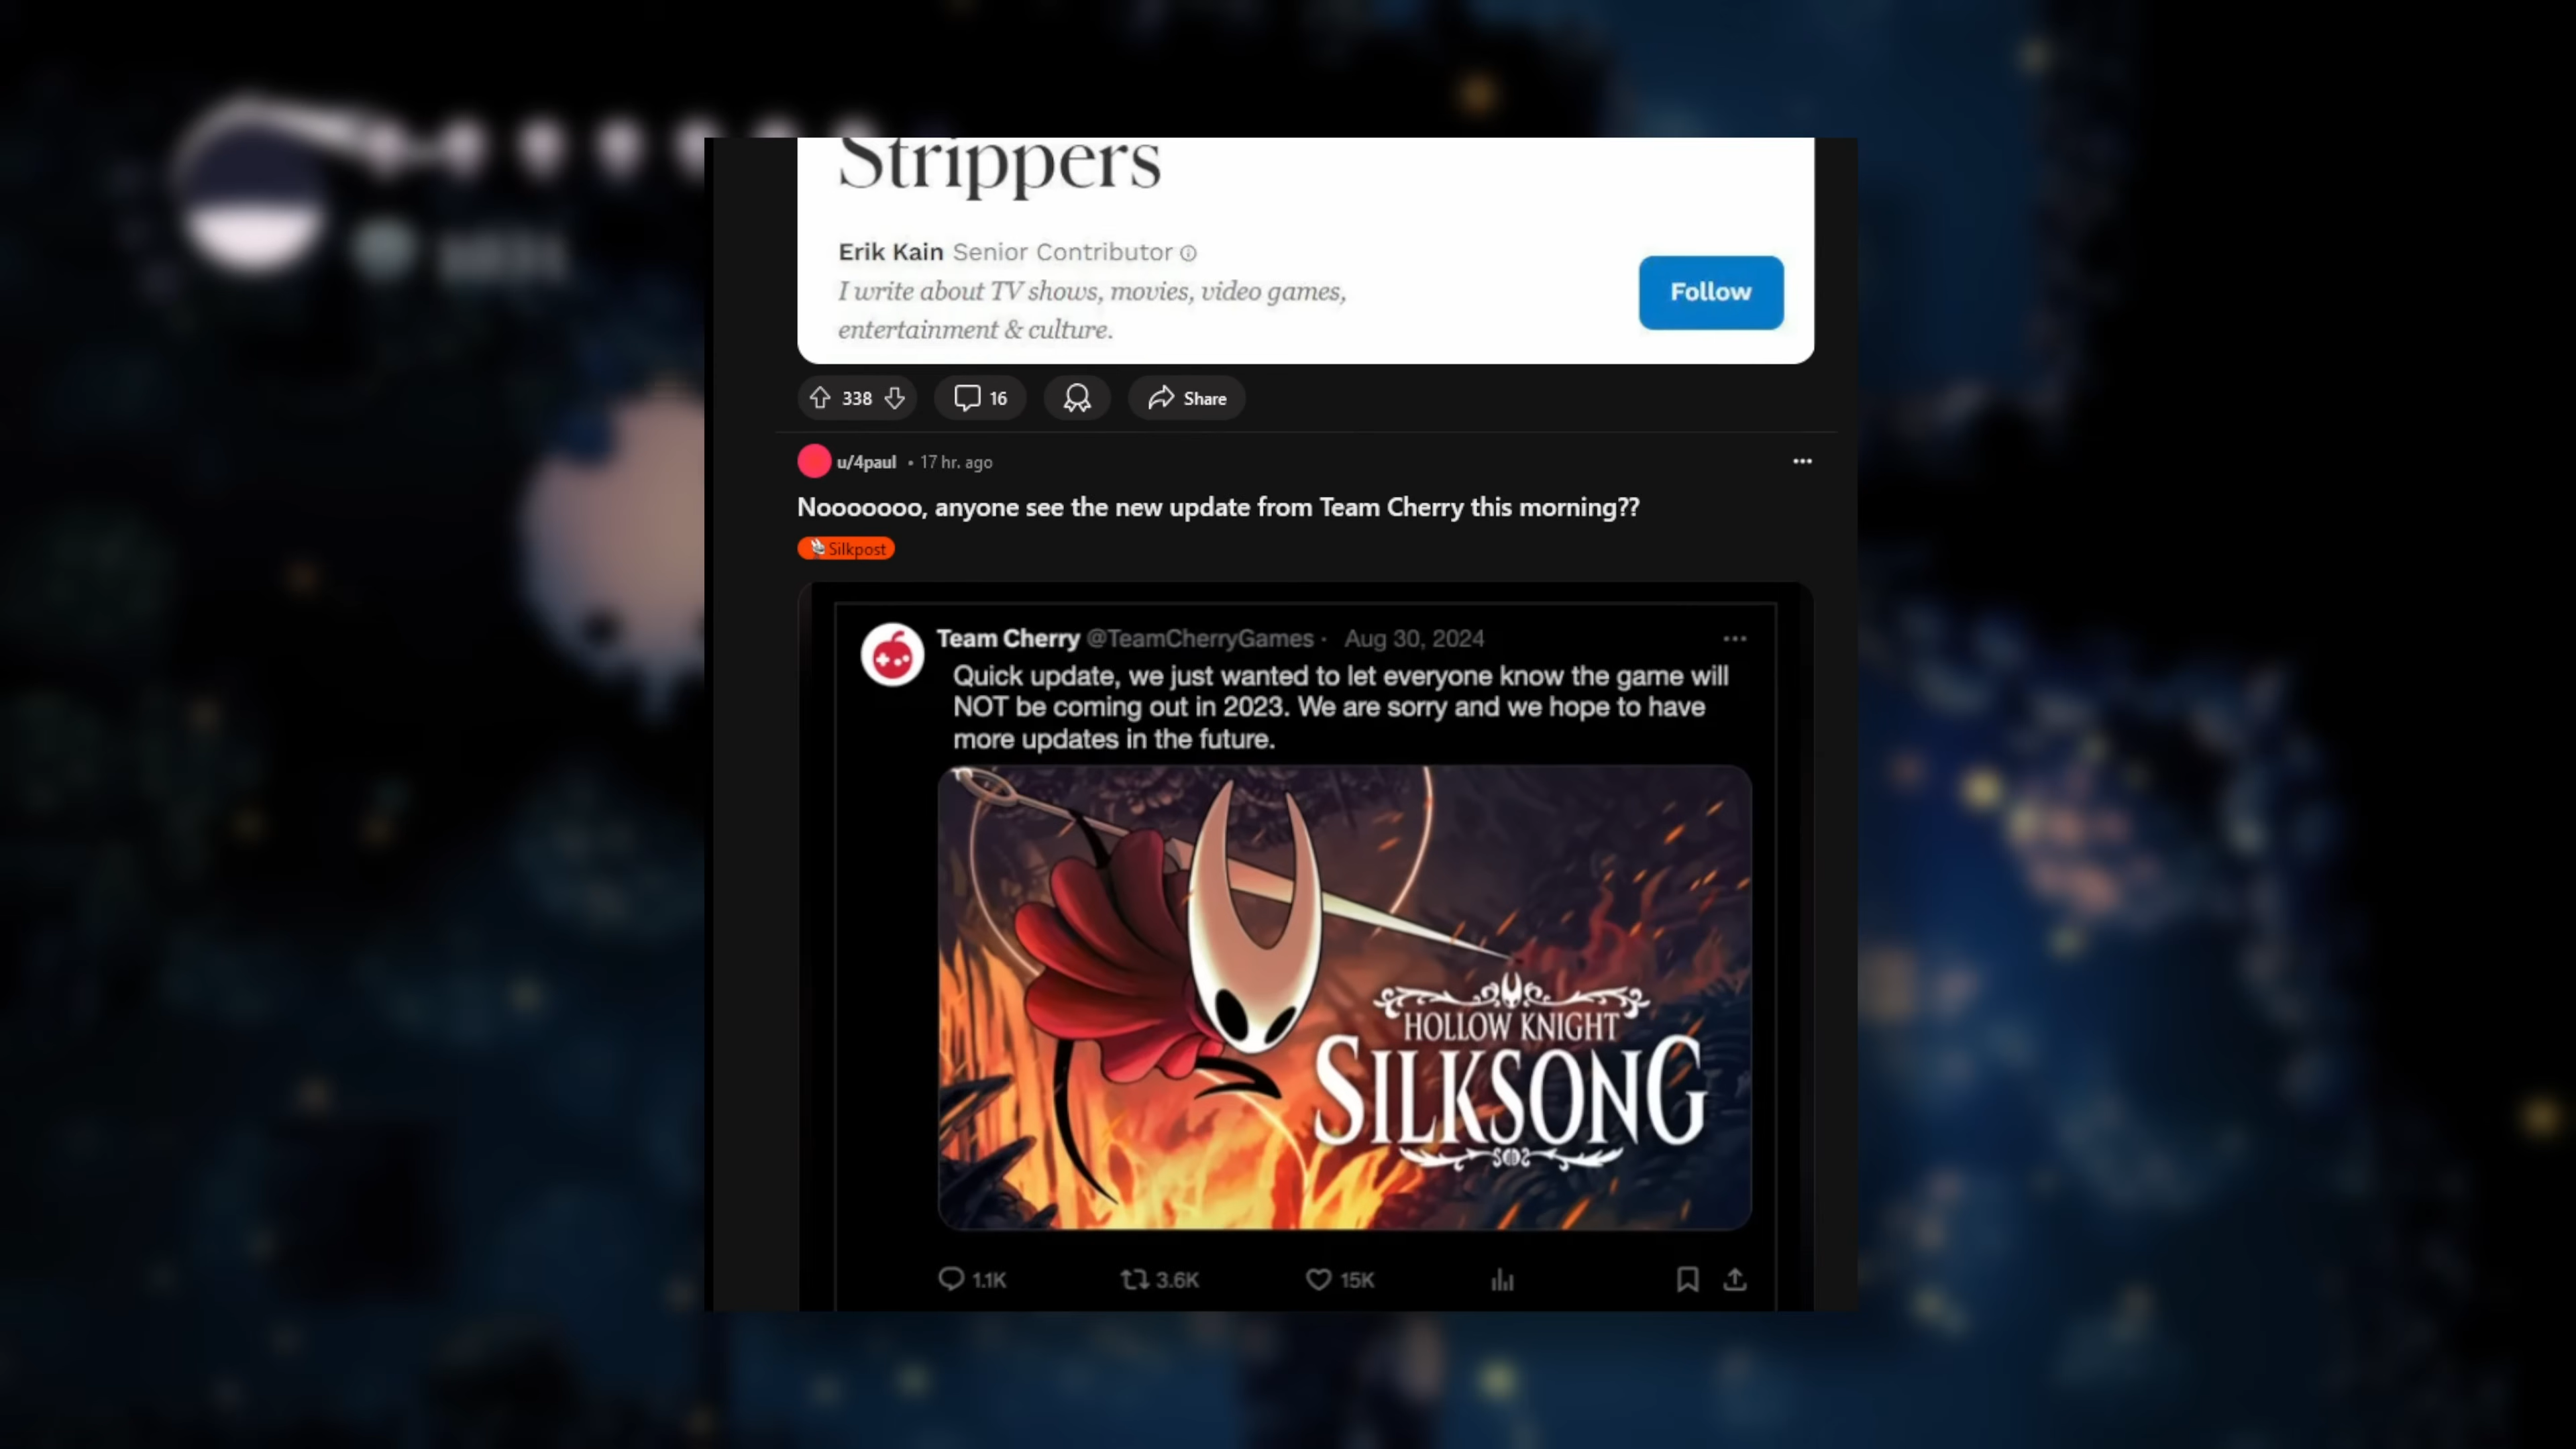 Strippers
Erik Kain Senior Contributor
I write about TV shows, movies, video games,
entertainment & culture.
Follow
338
16
Share
u/4paul • 17 hr. ago
Nooooooo, anyone see the new update from Team Cherry this morning??
Silkpost
Team Cherry @TeamCherryGames · Aug 30, 2024
Quick update, we just wanted to let everyone know the game will
NOT be coming out in 2023. We are sorry and we hope to have
more updates in the future.
HOLLOW KNIGHT
SILKSONG
1.1K
3.6K
15K